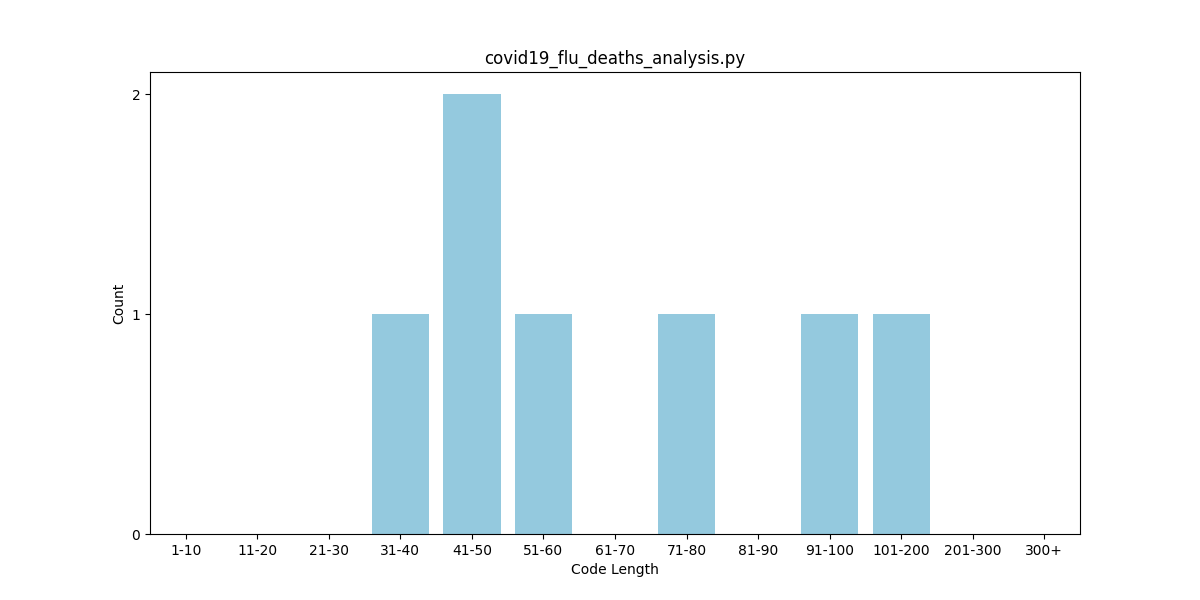 covid19_flu_deaths_analysis.py
2
1
0
Count
1-10 11-20 21-30 31-40 41-50 51-60 61-70 71-80 81-90 91-100 101-200 201-300 300+
Code Length